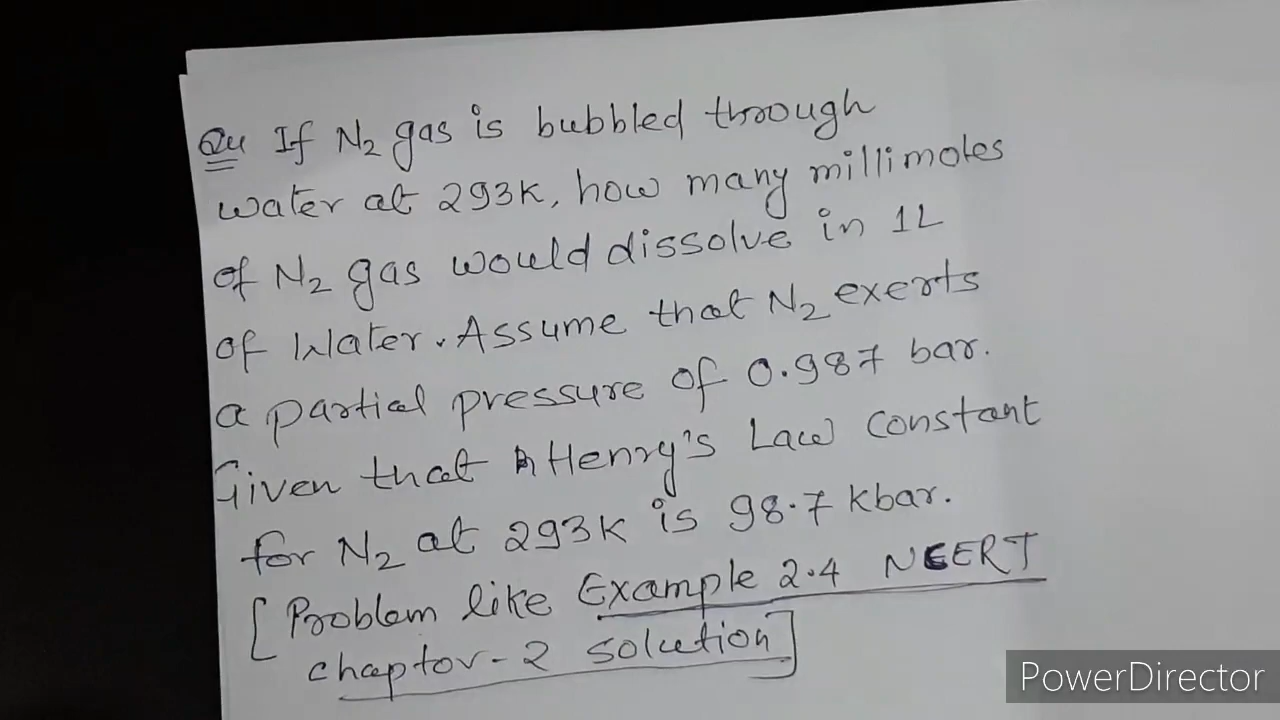 Qu If N2 gas is bubbled through
water at 293K, how many millimoles
of N2 gas would dissolve in 1L
of Water. Assume that N2 exerts
a partial pressure of 0.987 bar.
Given that Henry's Law constant
for N2 at 293K is 98.7 kbar.
[Problem like Example 2.4 NCERT
chaptor-2 solution]
PowerDirector